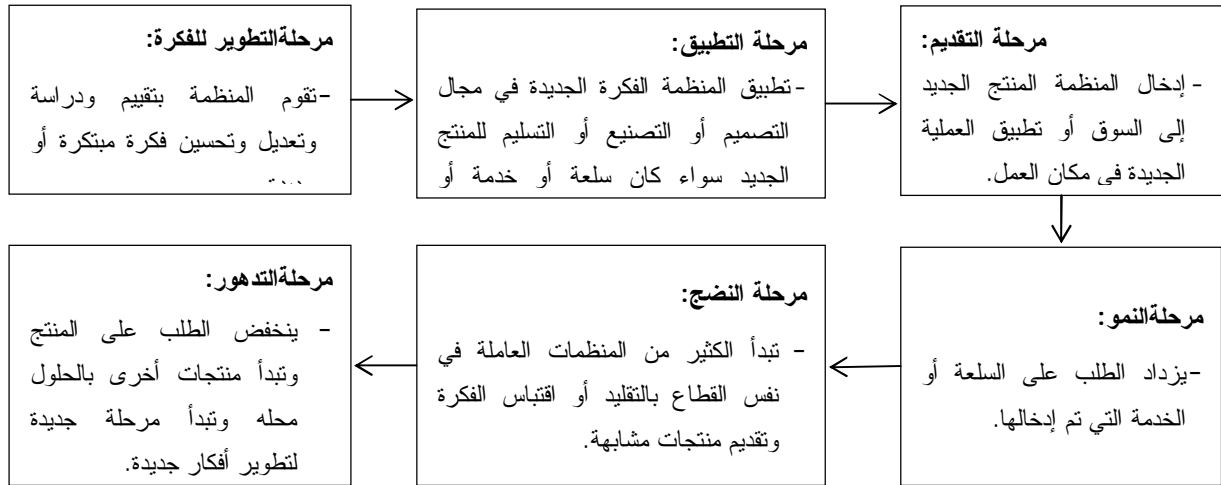 مرحلةالتطوير للفكرة:
-تقوم المنظمة بتقييم ودراسة
وتعديل وتحسين فكرة مبتكرة أو
مرحلة التطبيق:
-تطبيق المنظمة الفكرة الجديدة في مجال
التصميم أو التصنيع أو التسليم للمنتج
الجديد سواء كان سلعة أو خدمة أو
مرحلة التقديم:
- إدخال المنظمة المنتج الجديد
إلى السوق أو تطبيق العملية
الجديدة في مكان العمل.
مرحلةالنمو:
-يزداد الطلب على السلعة أو
الخدمة التي تم إدخالها.
مرحلة النضج:
- تبدأ الكثير من المنظمات العاملة في
نفس القطاع بالتقليد أو اقتباس الفكرة
وتقديم منتجات مشابهة.
مرحلةالتدهور:
- ينخفض الطلب على المنتج
وتبدأ منتجات أخرى بالحلول
محله وتبدأ مرحلة جديدة
لتطوير أفكار جديدة.